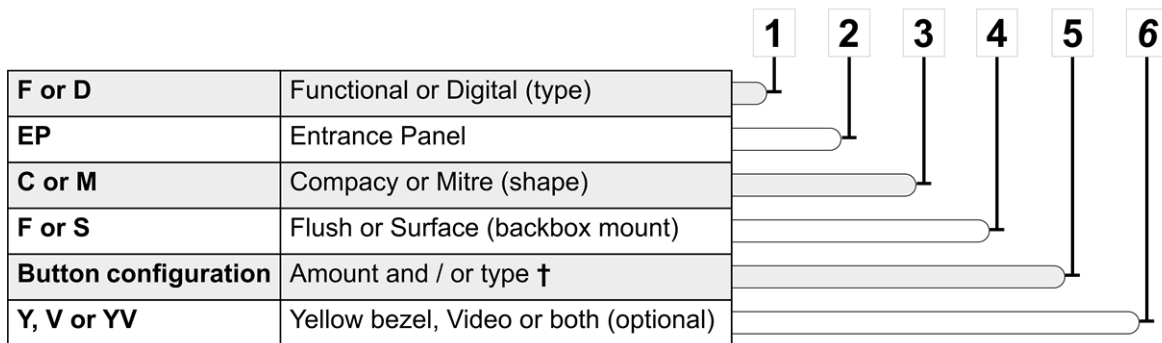 1 2 3 4 5 6
F or D Functional or Digital (type)
EP Entrance Panel
C or M Compacy or Mitre (shape)
F or S Flush or Surface (backbox mount)
Button configuration Amount and / or type †
Y, V or YV Yellow bezel, Video or both (optional)